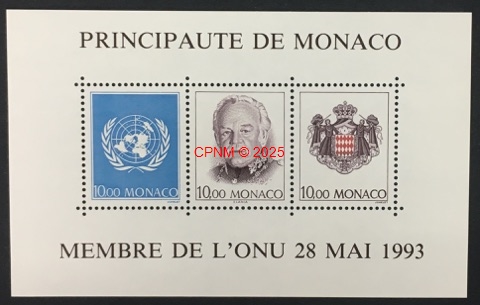 PRINCIPAUTE DE MONACO
10,00 MONACO
10,00 MONACO
10,00 MONACO
CPNM © 2025
MEMBRE DE L'ONU 28 MAI 1993